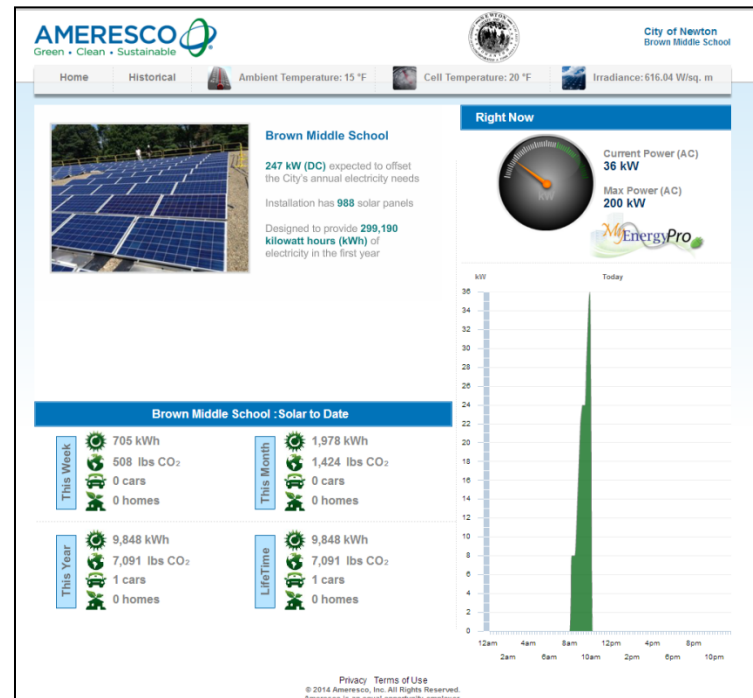 AMERESCO
Green • Clean • Sustainable
NEWTON
City of Newton
Brown Middle School
Home
Historical
Ambient Temperature: 15 °F
Cell Temperature: 20 °F
Irradiance: 616.04 W/sq. m
Brown Middle School
247 kW (DC) expected to offset
the City's annual electricity needs
Installation has 988 solar panels
Designed to provide 299,190
kilowatt hours (kWh) of
electricity in the first year
Right Now
kW
Current Power (AC)
36 kW
Max Power (AC)
200 kW
MyEnergyPro
kW
Today
36
34
32
30
28
26
24
22
20
18
16
14
12
10
8
6
4
2
0
12am 4am 8am 12pm 4pm 8pm
2am 6am 10am 2pm 6pm 10pm
Brown Middle School :Solar to Date
This Week
705 kWh
508 lbs CO₂
0 cars
0 homes
This Month
1,978 kWh
1,424 lbs CO₂
0 cars
0 homes
This Year
9,848 kWh
7,091 lbs CO₂
1 cars
0 homes
LifeTime
9,848 kWh
7,091 lbs CO₂
1 cars
0 homes
Privacy Terms of Use
© 2014 Ameresco, Inc. All Rights Reserved.
Ameresco is an equal opportunity employer